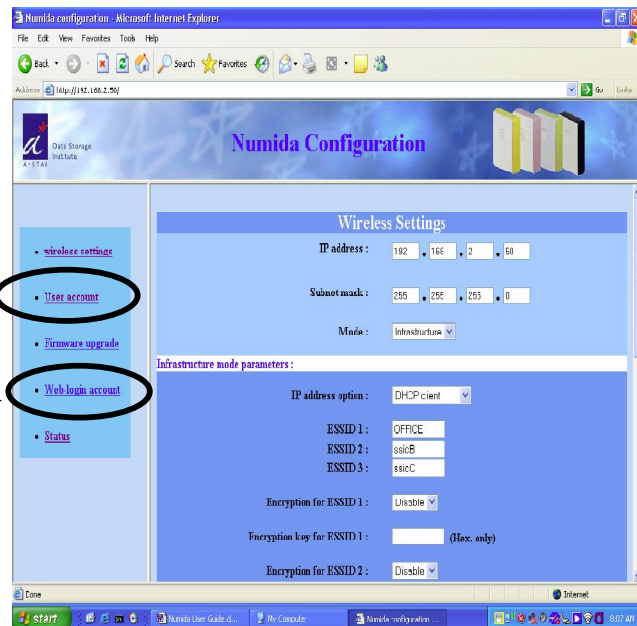 Numida configuration - Microsoft Internet Explorer
File Edit View Favorites Tools Help
Back Search Favorites
Address http://192.168.2.50/ Go Links
Data Storage
Institute
A*STAR
Numida Configuration
Wireless Settings
wireless settings
User account
Firmware upgrade
Web-login account
Status
IP address : 192 . 168 . 2 . 50
Subnet mask : 255 . 255 . 255 . 0
Mode : Infrastructure
Infrastructure mode parameters :
IP address option : DHCP client
ESSID 1 : OFFICE
ESSID 2 : ssicB
ESSID 3 : ssicC
Encryption for ESSID 1 : Disable
Encryption key for ESSID 1 : (Hex. only)
Encryption for ESSID 2 : Disable
Done Internet
start Numida User Guide.d... My Computer Numida configuration ... 8:07 AM